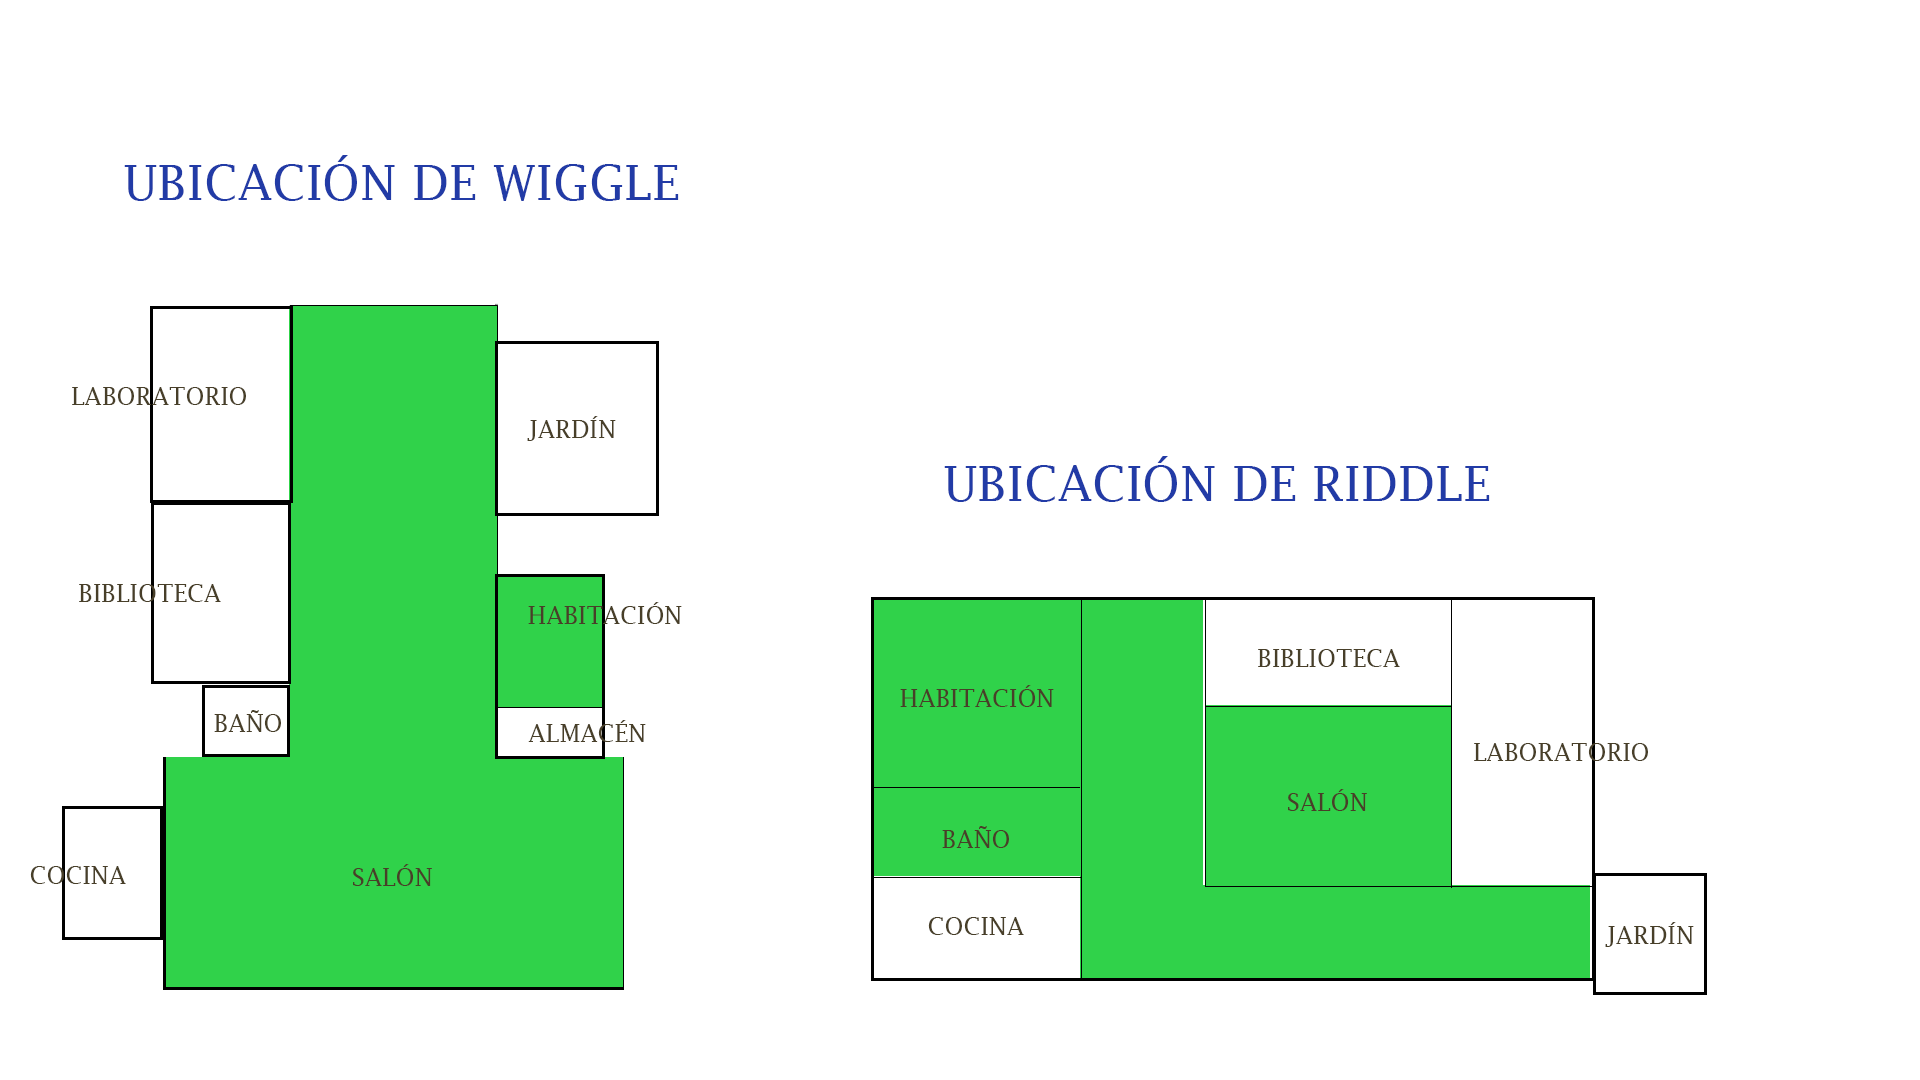 UBICACIÓN DE WIGGLE
LABORATORIO
JARDÍN
BIBLIOTECA
HABITACIÓN
BAÑO
ALMACÉN
COCINA
SALÓN
UBICACIÓN DE RIDDLE
BIBLIOTECA
HABITACIÓN
LABORATORIO
SALÓN
BAÑO
COCINA
JARDÍN